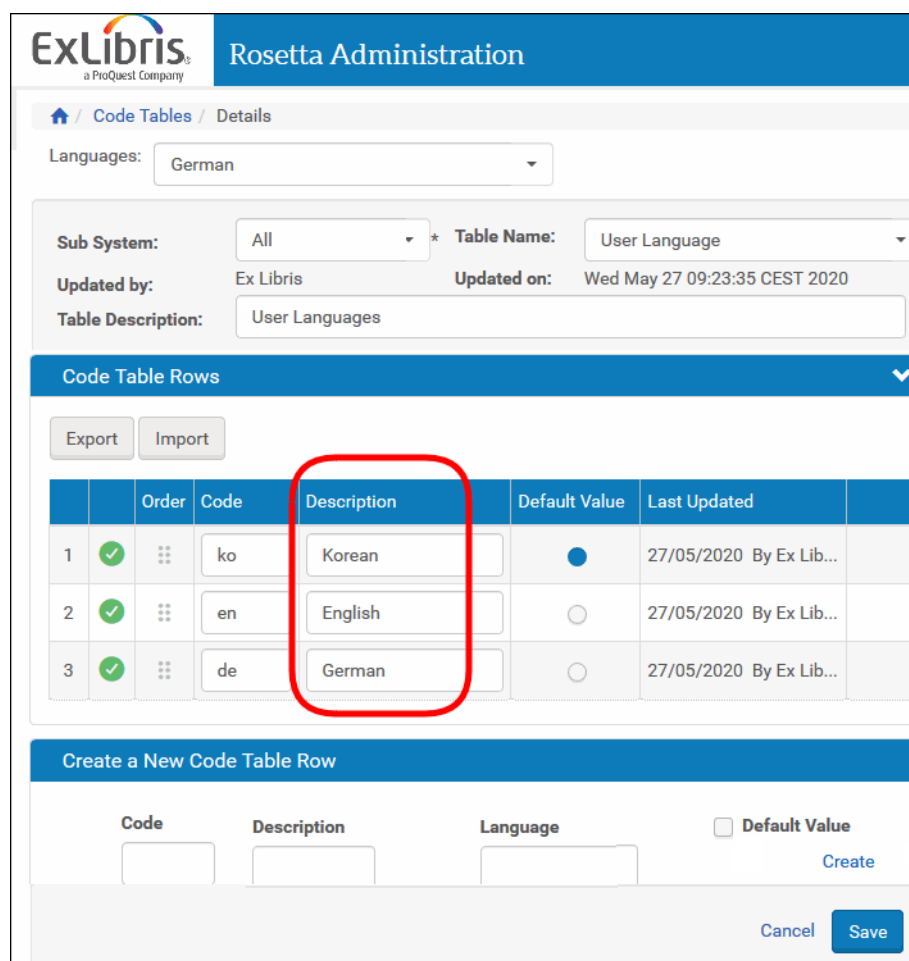 ExLibris
a ProQuest Company
Rosetta Administration
/ Code Tables / Details
Languages: German
Sub System: All * Table Name: User Language
Updated by: Ex Libris Updated on: Wed May 27 09:23:35 CEST 2020
Table Description: User Languages
Code Table Rows
Export Import
Order Code Description Default Value Last Updated
1 ko Korean 27/05/2020 By Ex Lib...
2 en English 27/05/2020 By Ex Lib...
3 de German 27/05/2020 By Ex Lib...
Create a New Code Table Row
Code Description Language Default Value
Create
Cancel Save